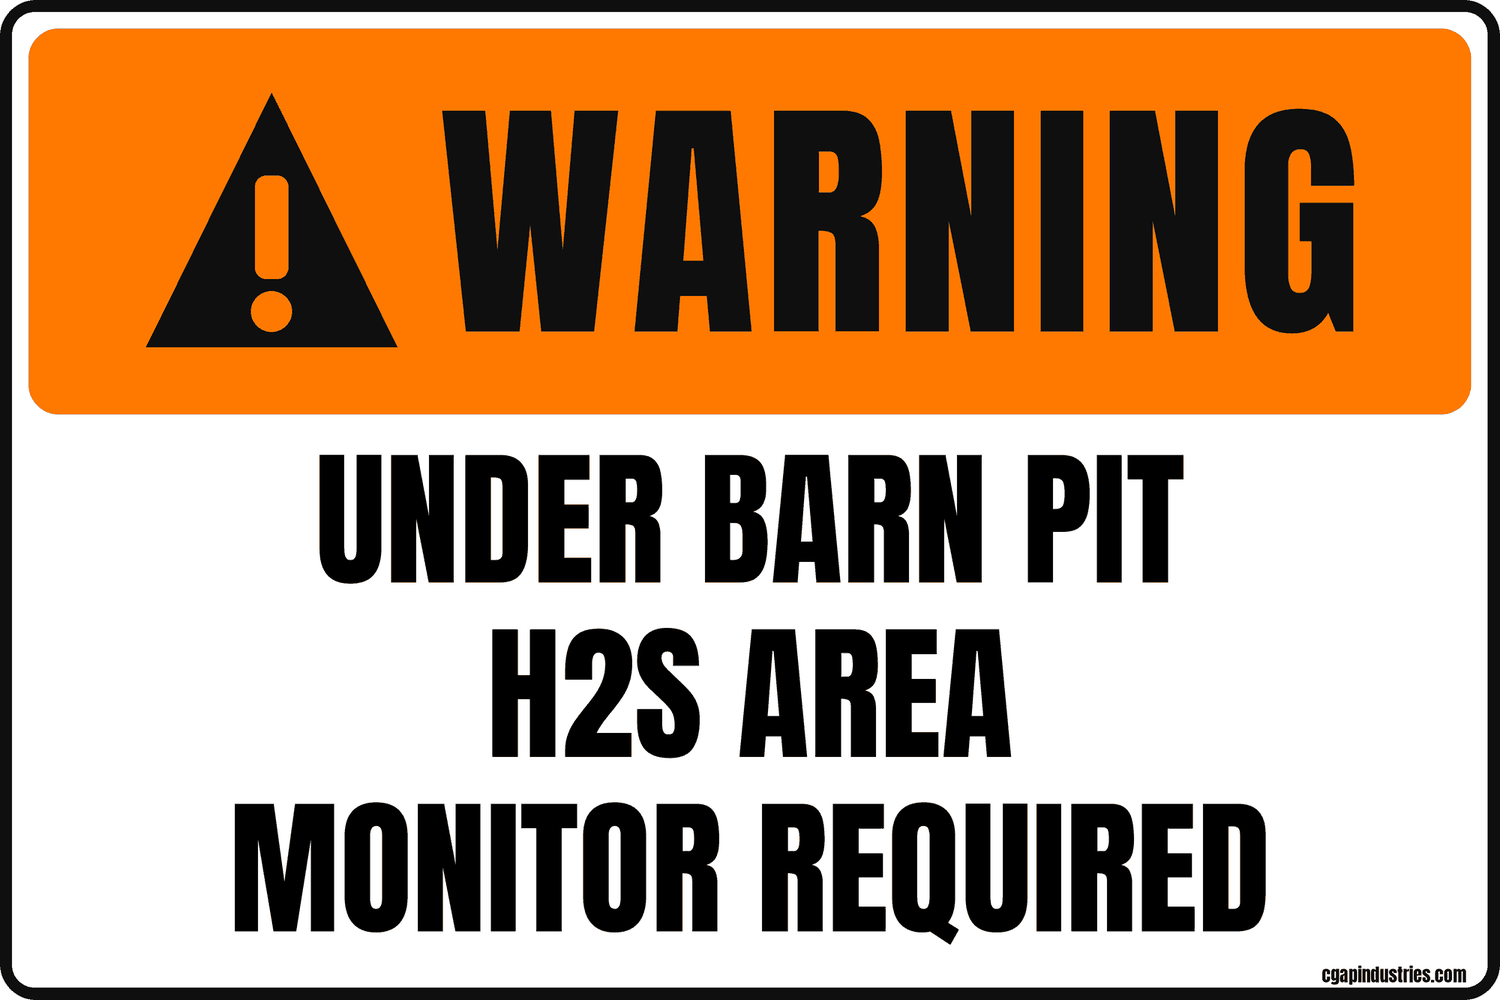 WARNING
UNDER BARN PIT
H2S AREA
MONITOR REQUIRED
cgapindustries.com